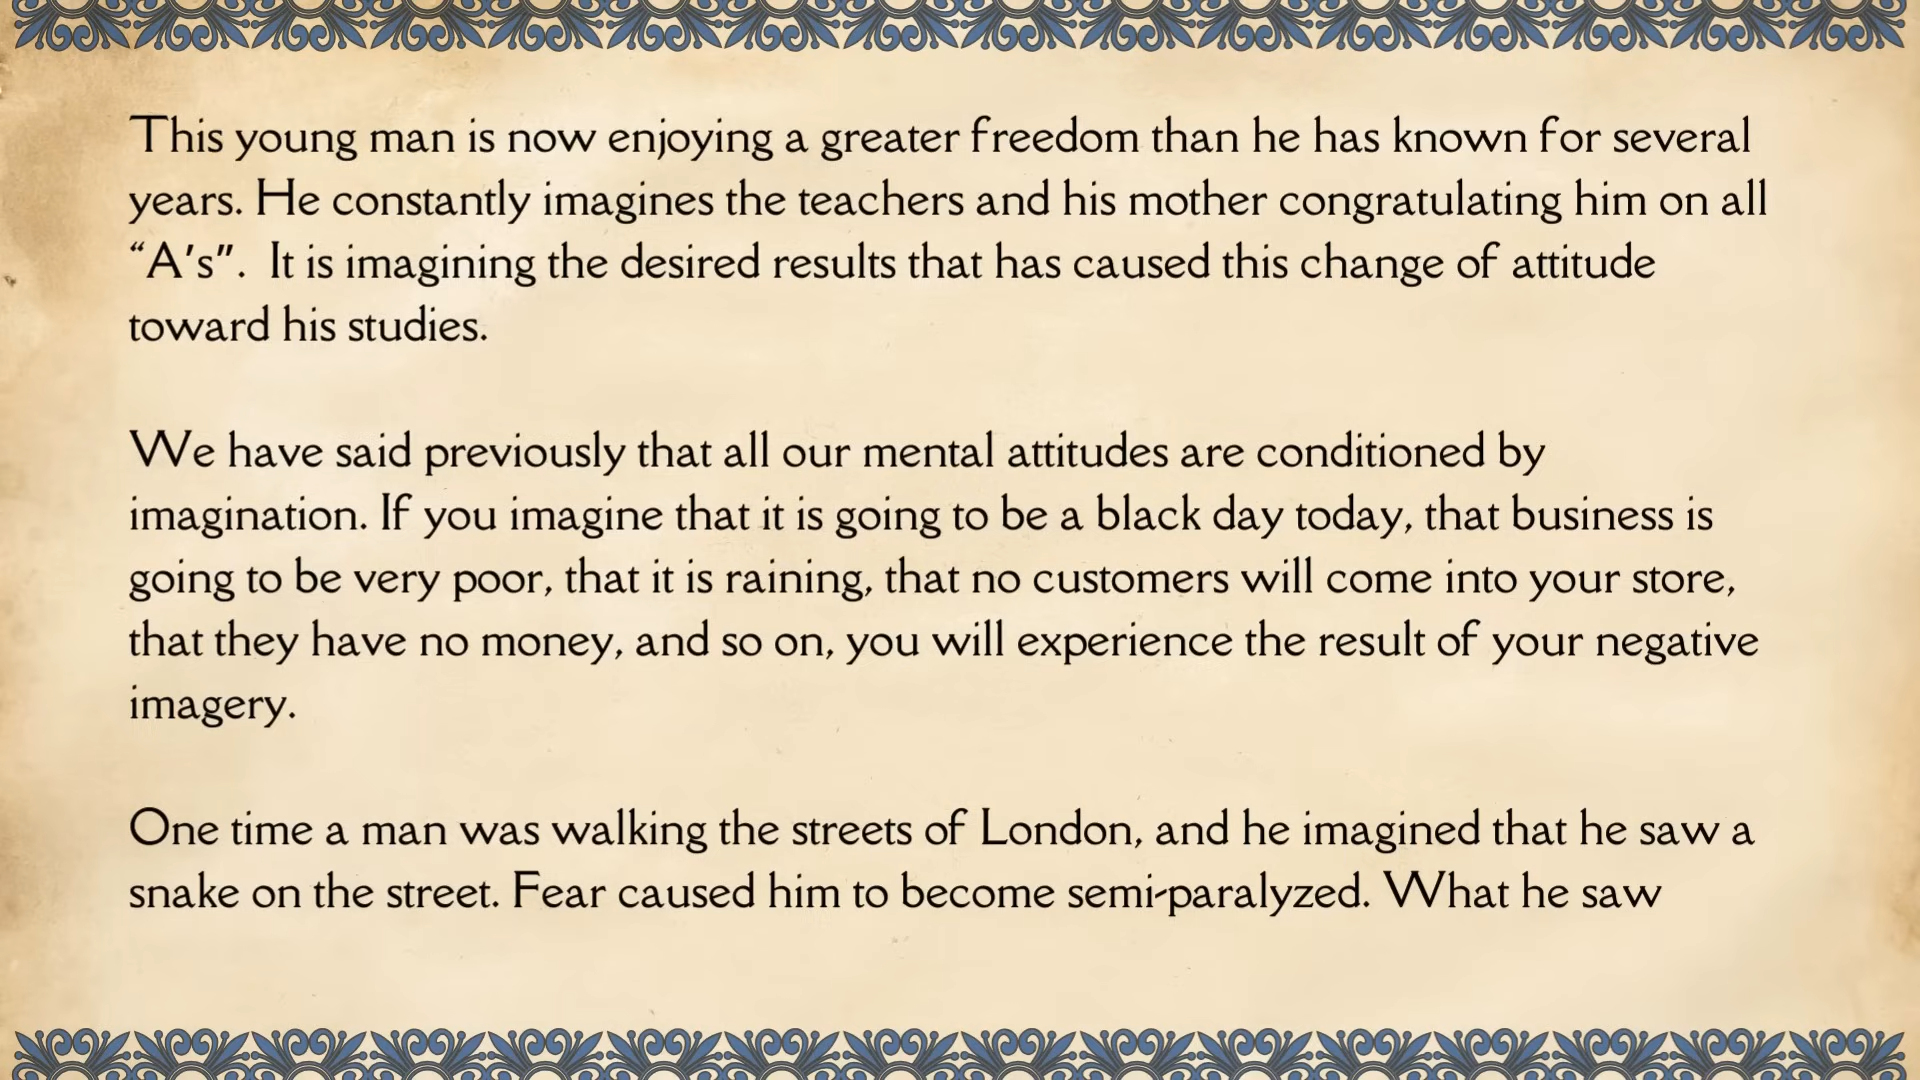 This young man is now enjoying a greater freedom than he has known for several
years. He constantly imagines the teachers and his mother congratulating him on all
“A's”.  It is imagining the desired results that has caused this change of attitude
toward his studies.
We have said previously that all our mental attitudes are conditioned by
imagination. If you imagine that it is going to be a black day today, that business is
going to be very poor, that it is raining, that no customers will come into your store,
that they have no money, and so on, you will experience the result of your negative
imagery.
One time a man was walking the streets of London, and he imagined that he saw a
snake on the street. Fear caused him to become semi-paralyzed. What he saw